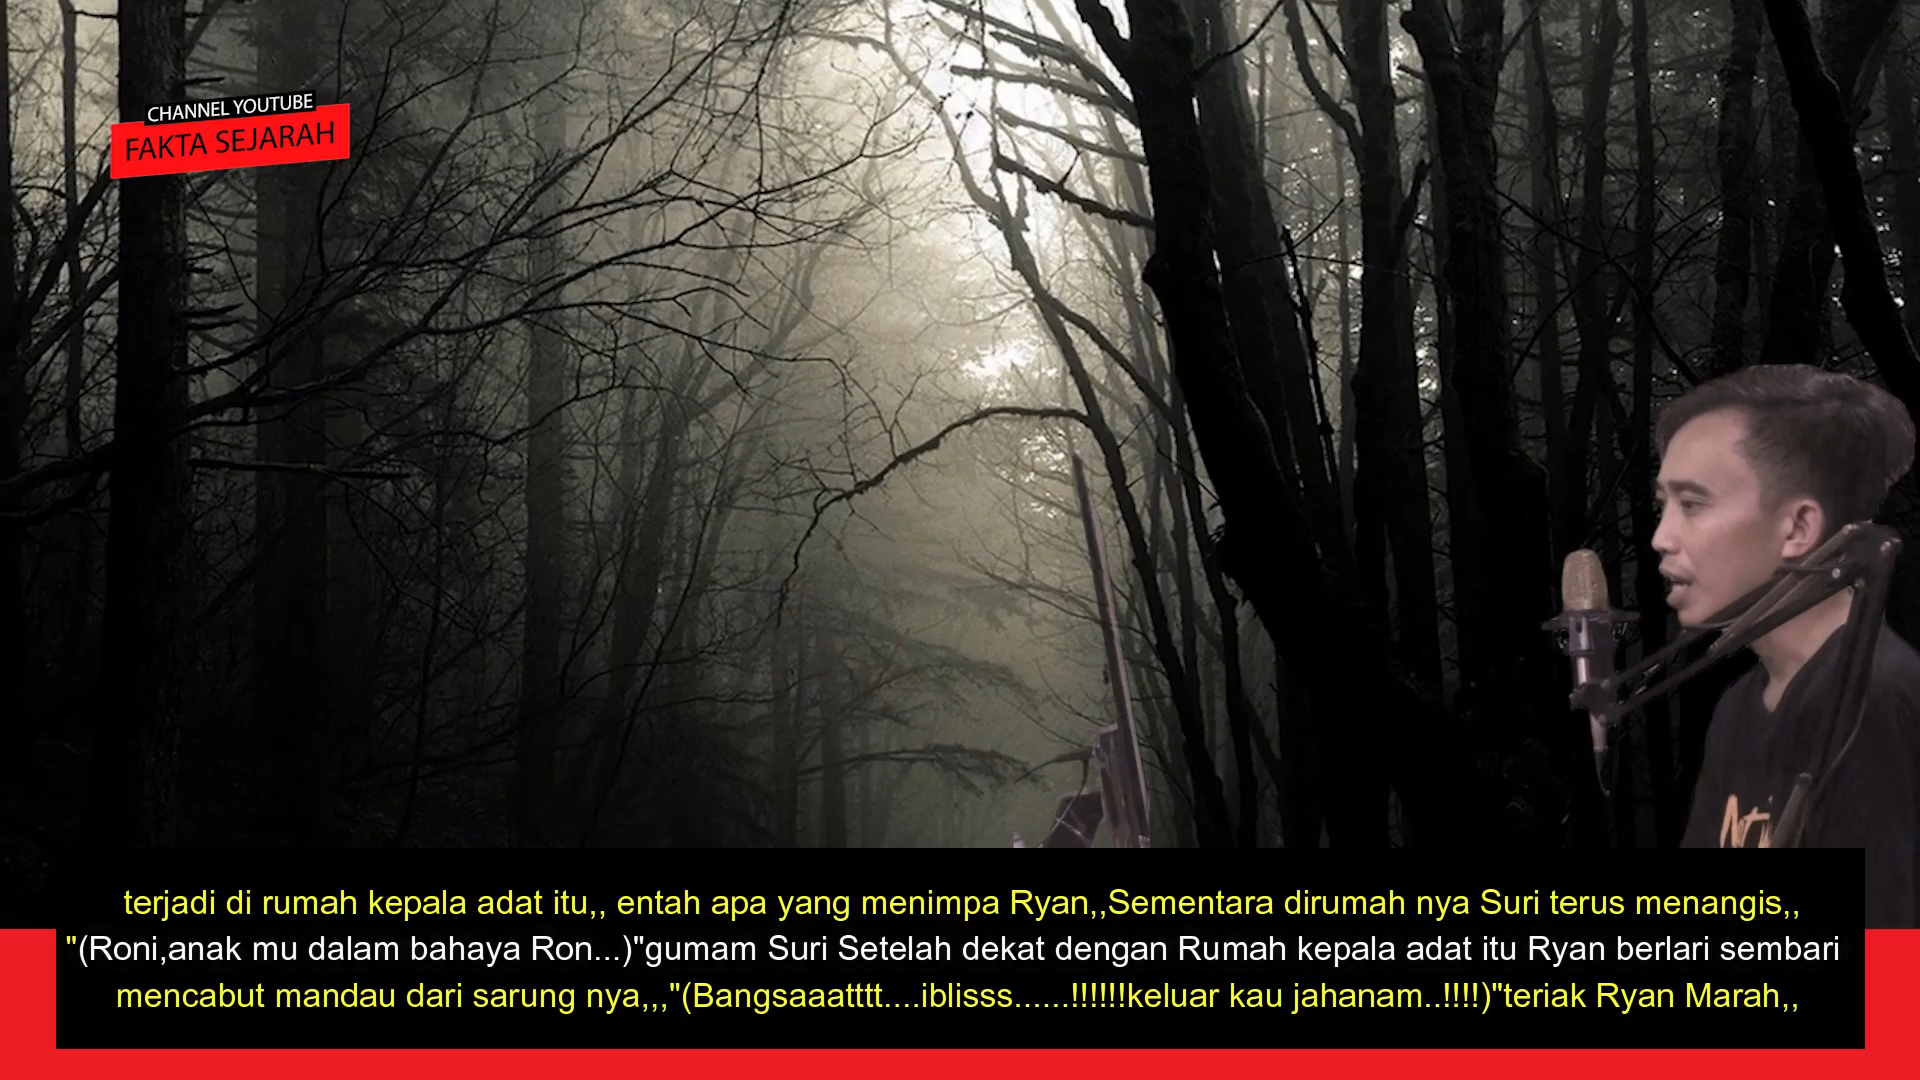 CHANNEL YOUTUBE
FAKTA SEJARAH
terjadi di rumah kepala adat itu,, entah apa yang menimpa Ryan,,Sementara dirumah nya Suri terus menangis,,
"(Roni,anak mu dalam bahaya Ron...)"gumam Suri Setelah dekat dengan Rumah kepala adat itu Ryan berlari sembari
mencabut mandau dari sarung nya,,,"(Bangsaaatttt....iblisss......!!!!!!keluar kau jahanam..!!!!)"teriak Ryan Marah,,